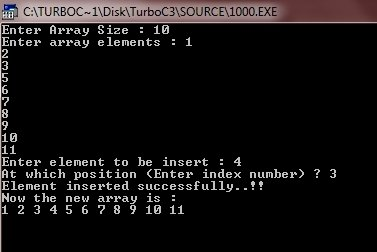 C:\TURBOC~1\Disk\TurboC3\SOURCE\1000.EXE
Enter Array Size : 10
Enter array elements : 1
2
3
5
6
7
8
9
10
11
Enter element to be insert : 4
At which position (Enter index number) ? 3
Element inserted successfully..!!
Now the new array is :
1 2 3 4 5 6 7 8 9 10 11